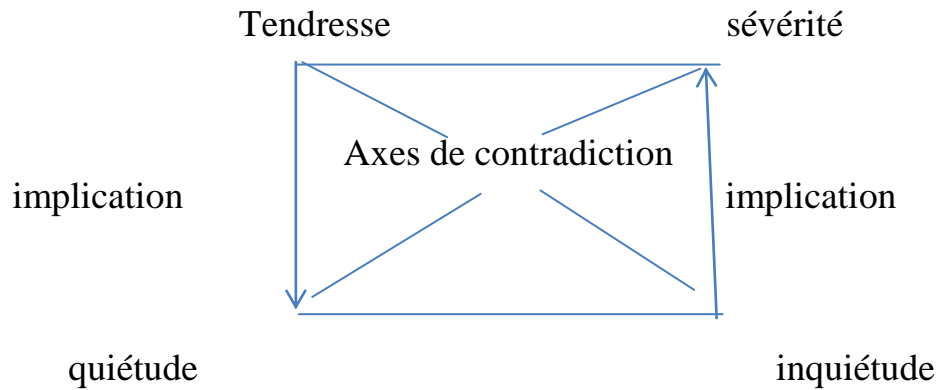 Tendresse sévérité
Axes de contradiction
implication implication
quiétude inquiétude